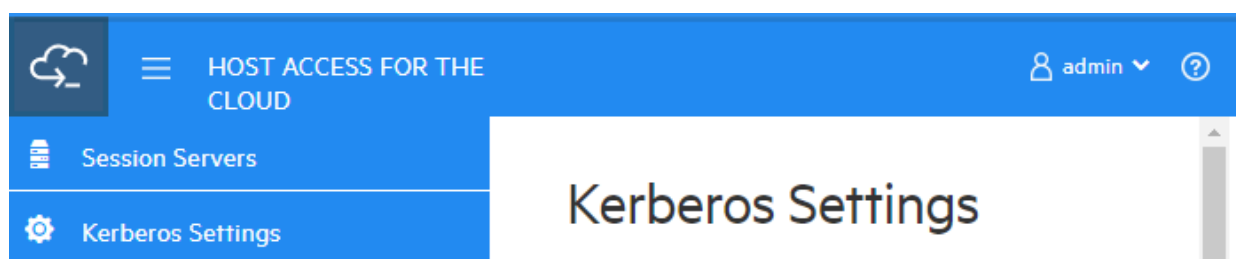 HOST ACCESS FOR THE
CLOUD
admin
Session Servers
Kerberos Settings
Kerberos Settings